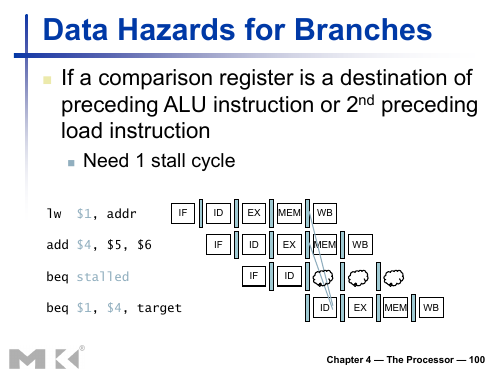 Data Hazards for Branches
If a comparison register is a destination of
preceding ALU instruction or 2nd preceding
load instruction
Need 1 stall cycle
lw $1, addr IF ID EX MEM WB
add $4, $5, $6 IF ID EX MEM WB
beq stalled IF ID
beq $1, $4, target ID EX MEM WB
MK®
Chapter 4 — The Processor — 100